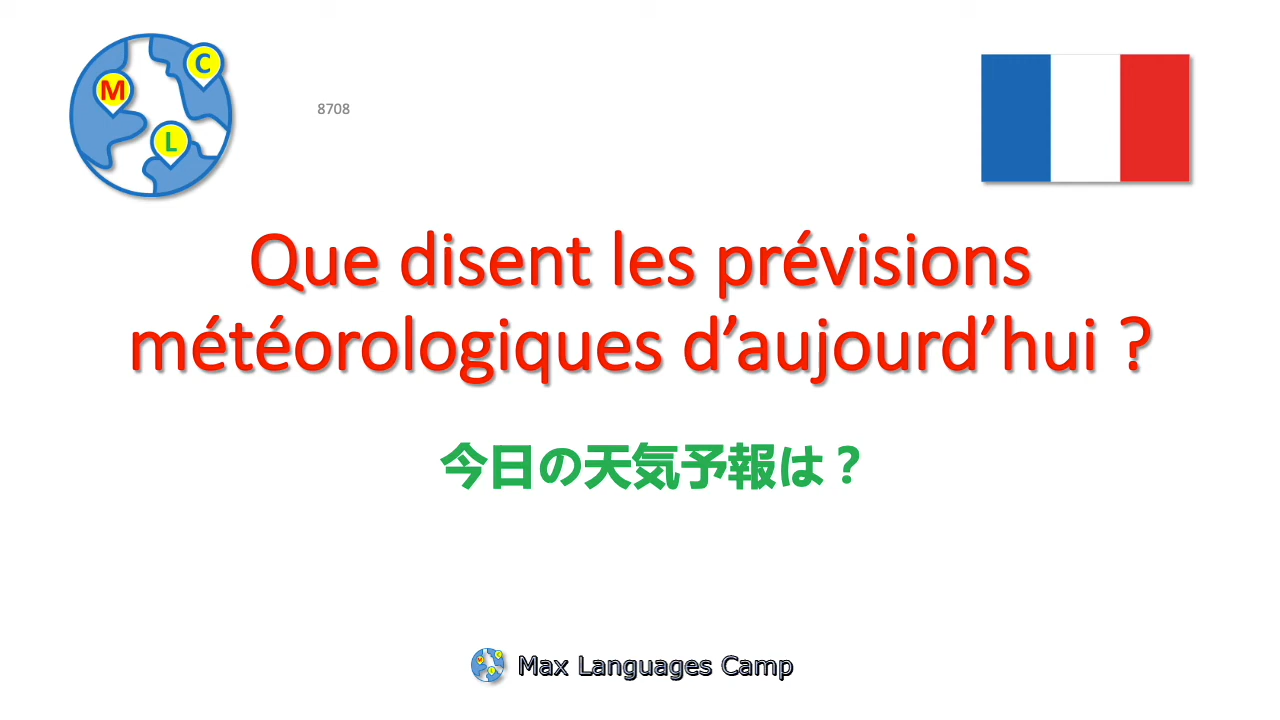 C
M
L
8708
Que disent les prévisions
météorologiques d’aujourd’hui ?
今日の天気予報は？
Max Languages Camp